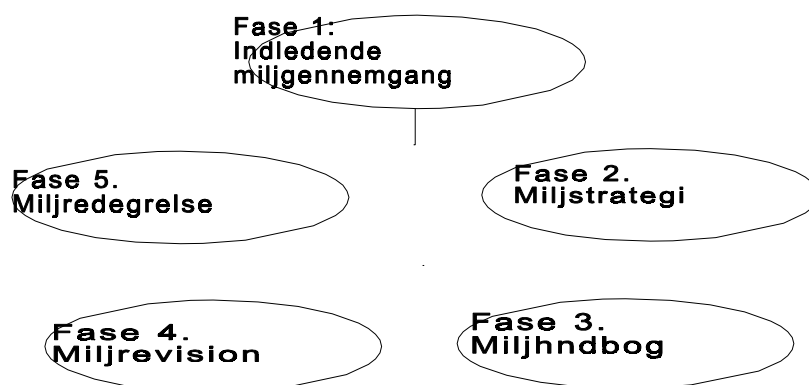 Fase 1:
Indledende
miljgennemgang
Fase 2.
Miljstrategi
Fase 3.
Miljhndbog
Fase 4.
Miljrevision
Fase 5.
Miljredegrelse